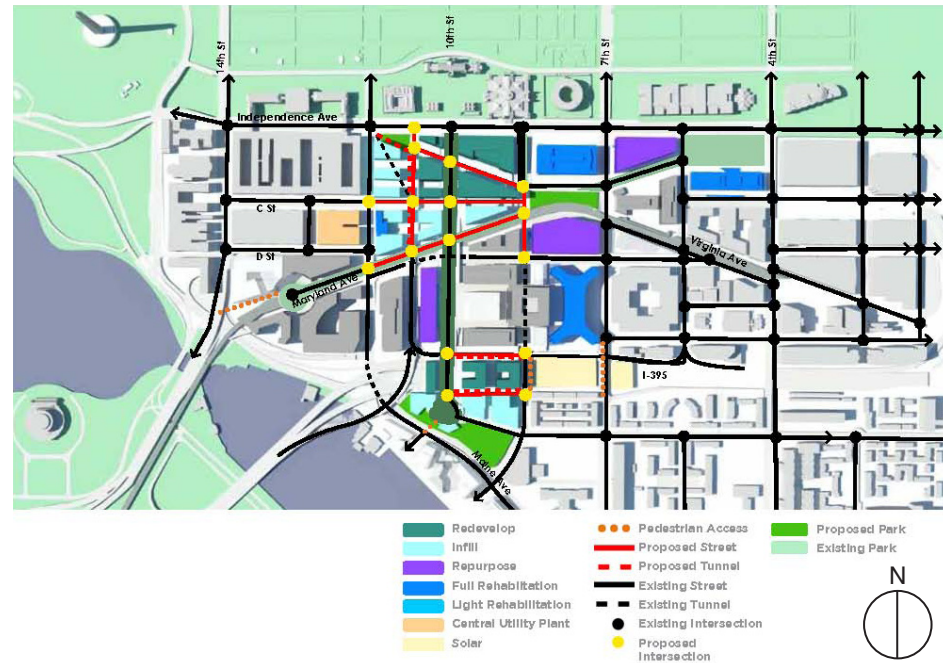 14th St
10th St
7th St
4th St
Independence Ave
C St
D St
Maryland Ave
Virginia Ave
I-395
Maine Ave
Redevelop
Infill
Repurpose
Full Rehablitation
Light Rehablitation
Central Utility Plant
Solar
Pedestrian Access
Proposed Street
Proposed Tunnel
Existing Street
Existing Tunnel
Existing Intersection
Proposed
Intersection
Proposed Park
Existing Park
N